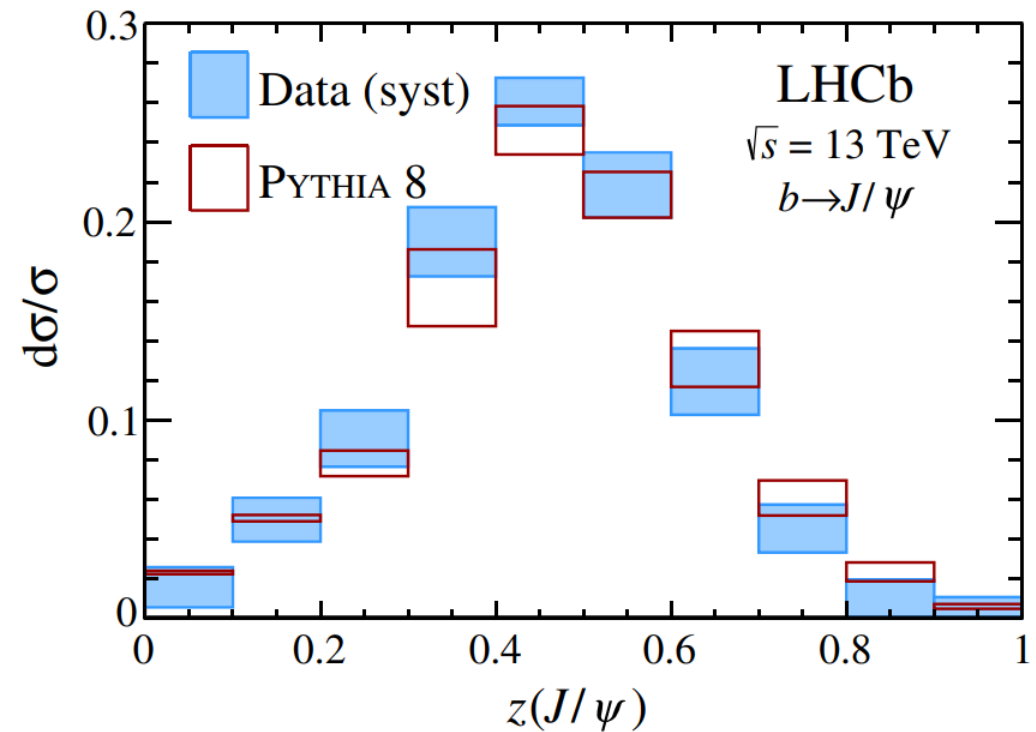 0.3
Data (syst)
PYTHIA 8
LHCb
√s = 13 TeV
b→J/ψ
0.2
0.1
0
dσ/σ
0 0.2 0.4 0.6 0.8 1
z(J/ψ)